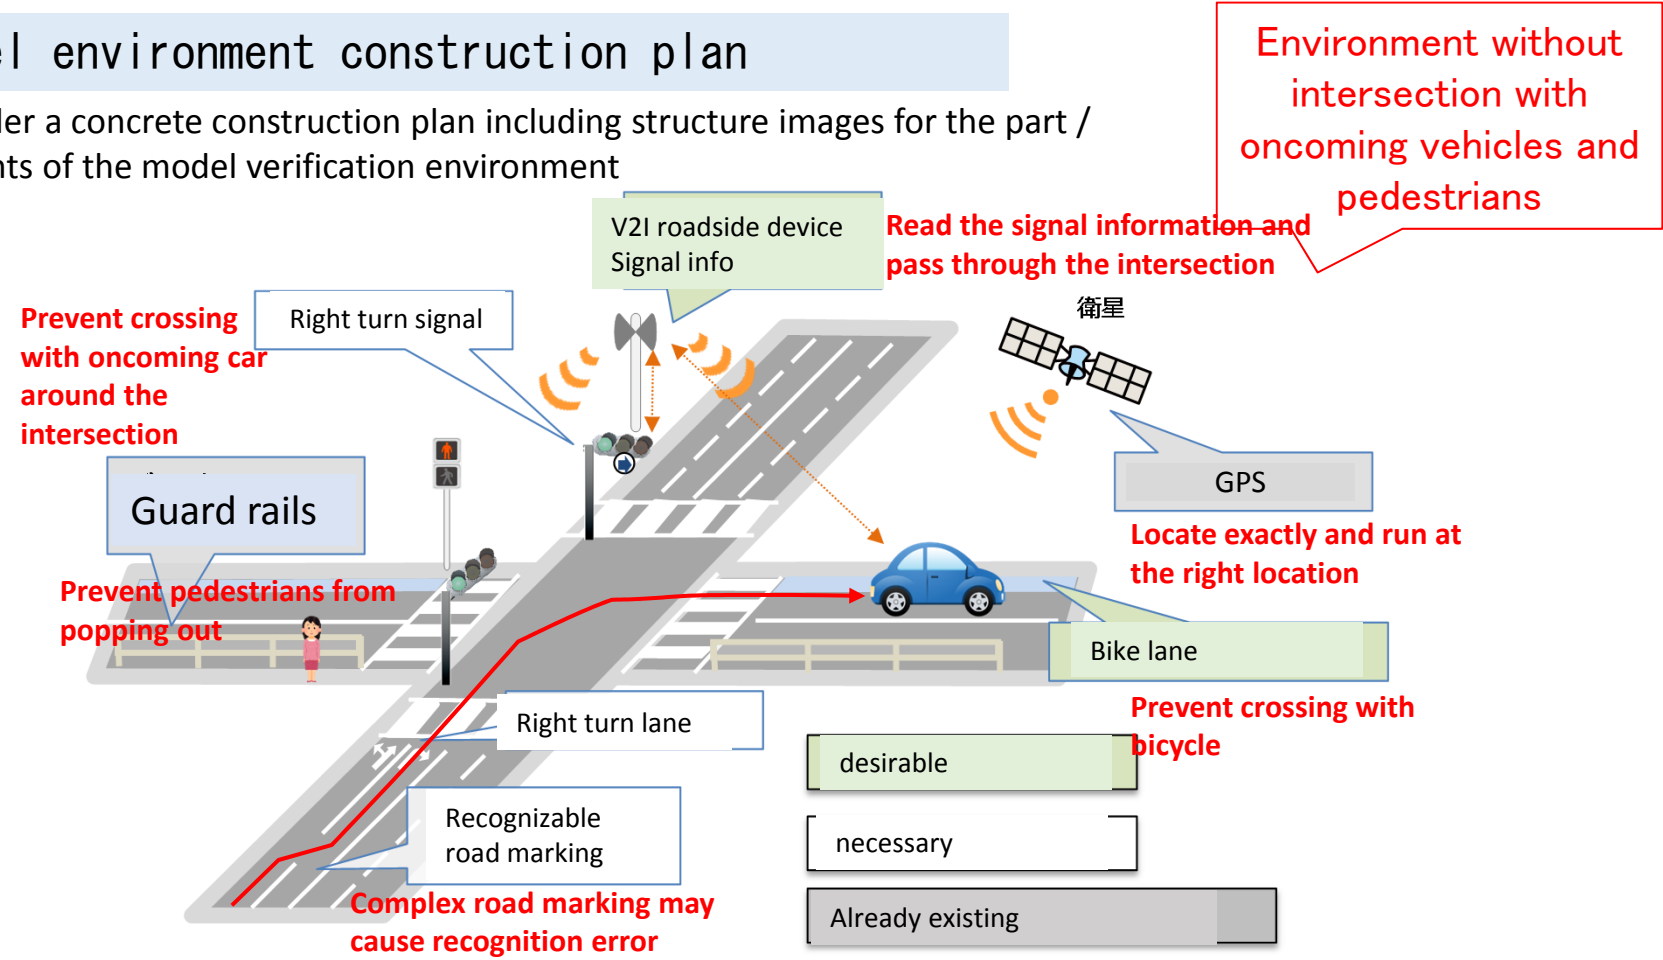 el environment construction plan
der a concrete construction plan including structure images for the part /
nts of the model verification environment
Environment without
intersection with
oncoming vehicles and
pedestrians
V2I roadside device
Signal info
Read the signal information and
pass through the intersection
衛星
Prevent crossing
with oncoming car
around the
intersection
Right turn signal
Guard rails
Prevent pedestrians from
popping out
GPS
Locate exactly and run at
the right location
Bike lane
Prevent crossing with
bicycle
Right turn lane
Recognizable
road marking
Complex road marking may
cause recognition error
desirable
necessary
Already existing